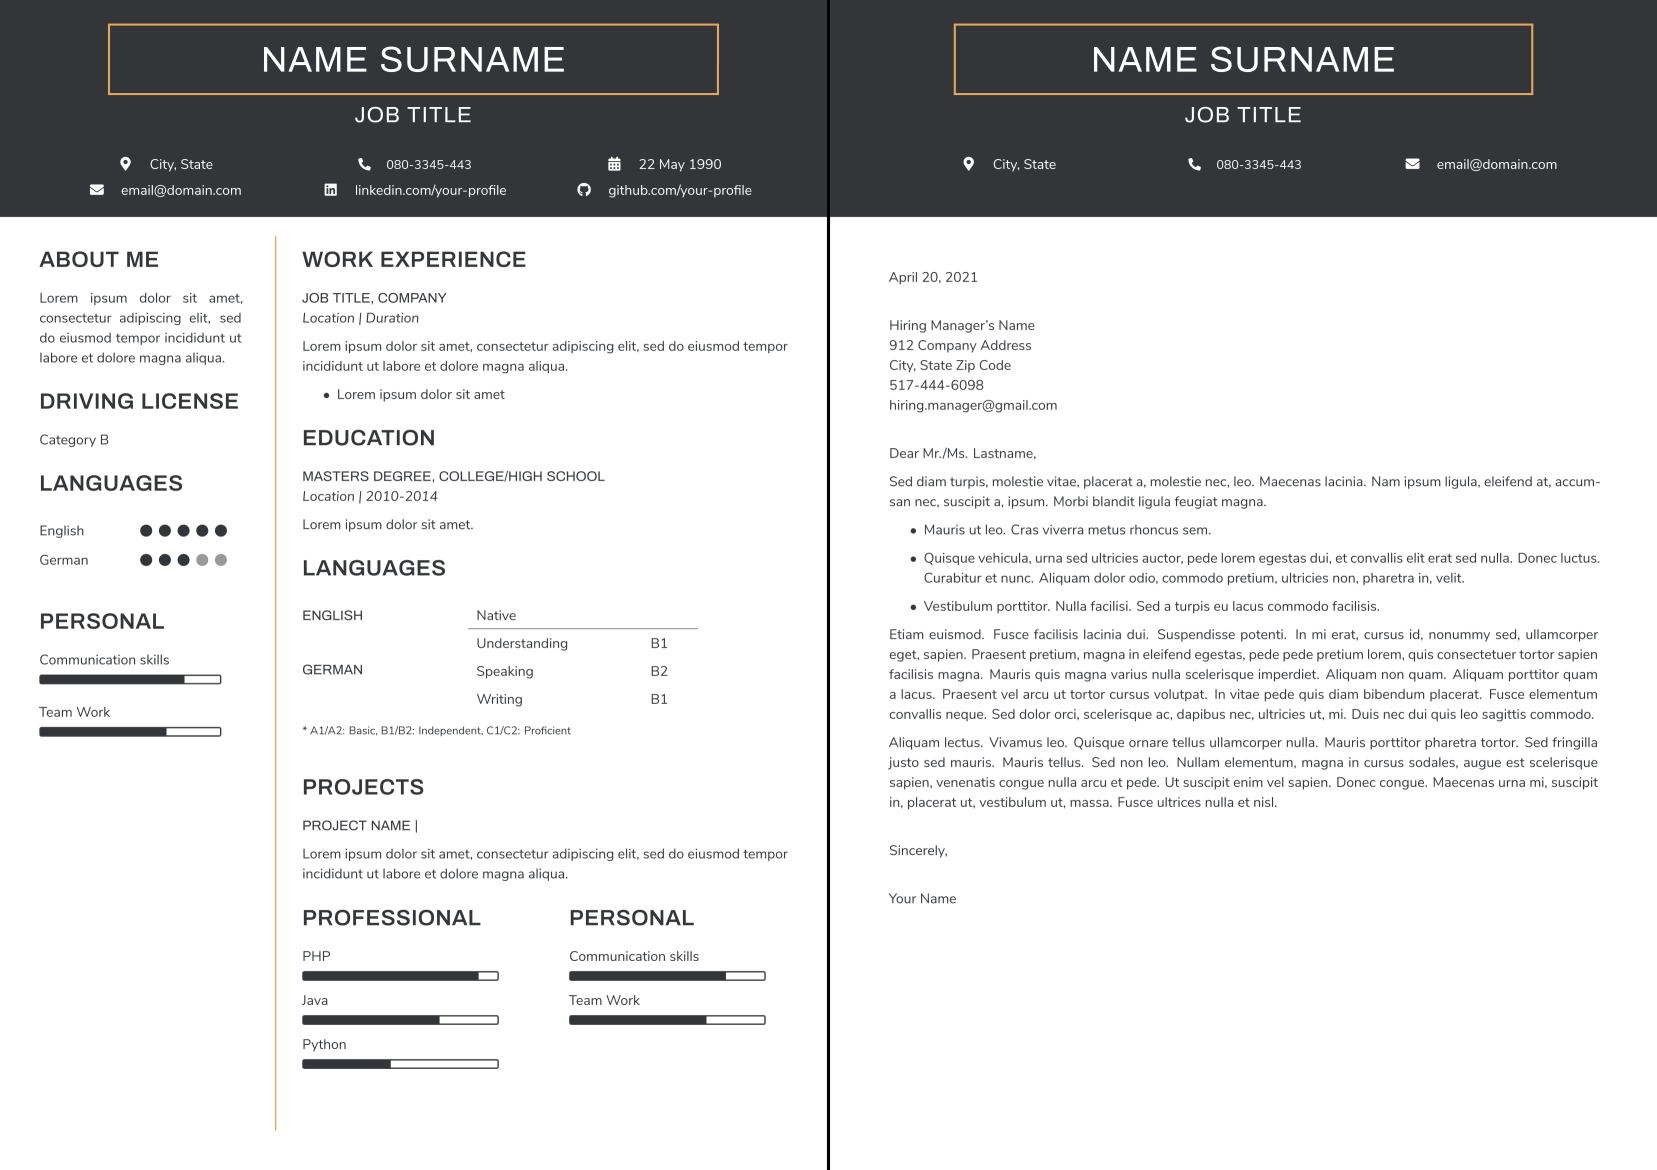 NAME SURNAME
JOB TITLE
City, State
080-3345-443
22 May 1990
email@domain.com
linkedin.com/your-profile
github.com/your-profile
ABOUT ME
Lorem ipsum dolor sit amet,
consectetur adipiscing elit, sed
do eiusmod tempor incididunt ut
labore et dolore magna aliqua.
DRIVING LICENSE
Category B
LANGUAGES
English
German
PERSONAL
Communication skills
Team Work
WORK EXPERIENCE
JOB TITLE, COMPANY
Location | Duration
Lorem ipsum dolor sit amet, consectetur adipiscing elit, sed do eiusmod tempor
incididunt ut labore et dolore magna aliqua.
• Lorem ipsum dolor sit amet
EDUCATION
MASTERS DEGREE, COLLEGE/HIGH SCHOOL
Location | 2010-2014
Lorem ipsum dolor sit amet.
LANGUAGES
ENGLISH Native
Understanding B1
GERMAN Speaking B2
Writing B1
* A1/A2: Basic, B1/B2: Independent, C1/C2: Proficient
PROJECTS
PROJECT NAME |
Lorem ipsum dolor sit amet, consectetur adipiscing elit, sed do eiusmod tempor
incididunt ut labore et dolore magna aliqua.
PROFESSIONAL
PHP
Java
Python
PERSONAL
Communication skills
Team Work
NAME SURNAME
JOB TITLE
City, State
080-3345-443
email@domain.com
April 20, 2021
Hiring Manager’s Name
912 Company Address
City, State Zip Code
517-444-6098
hiring.manager@gmail.com
Dear Mr./Ms. Lastname,
Sed diam turpis, molestie vitae, placerat a, molestie nec, leo. Maecenas lacinia. Nam ipsum ligula, eleifend at, accum-
san nec, suscipit a, ipsum. Morbi blandit ligula feugiat magna.
• Mauris ut leo. Cras viverra metus rhoncus sem.
• Quisque vehicula, urna sed ultricies auctor, pede lorem egestas dui, et convallis elit erat sed nulla. Donec luctus.
Curabitur et nunc. Aliquam dolor odio, commodo pretium, ultricies non, pharetra in, velit.
• Vestibulum porttitor. Nulla facilisi. Sed a turpis eu lacus commodo facilisis.
Etiam euismod. Fusce facilisis lacinia dui. Suspendisse potenti. In mi erat, cursus id, nonummy sed, ullamcorper
eget, sapien. Praesent pretium, magna in eleifend egestas, pede pede pretium lorem, quis consectetuer tortor sapien
facilisis magna. Mauris quis magna varius nulla scelerisque imperdiet. Aliquam non quam. Aliquam porttitor quam
a lacus. Praesent vel arcu ut tortor cursus volutpat. In vitae pede quis diam bibendum placerat. Fusce elementum
convallis neque. Sed dolor orci, scelerisque ac, dapibus nec, ultricies ut, mi. Duis nec dui quis leo sagittis commodo.
Aliquam lectus. Vivamus leo. Quisque ornare tellus ullamcorper nulla. Mauris porttitor pharetra tortor. Sed fringilla
justo sed mauris. Mauris tellus. Sed non leo. Nullam elementum, magna in cursus sodales, augue est scelerisque
sapien, venenatis congue nulla arcu et pede. Ut suscipit enim vel sapien. Donec congue. Maecenas urna mi, suscipit
in, placerat ut, vestibulum ut, massa. Fusce ultrices nulla et nisl.
Sincerely,
Your Name